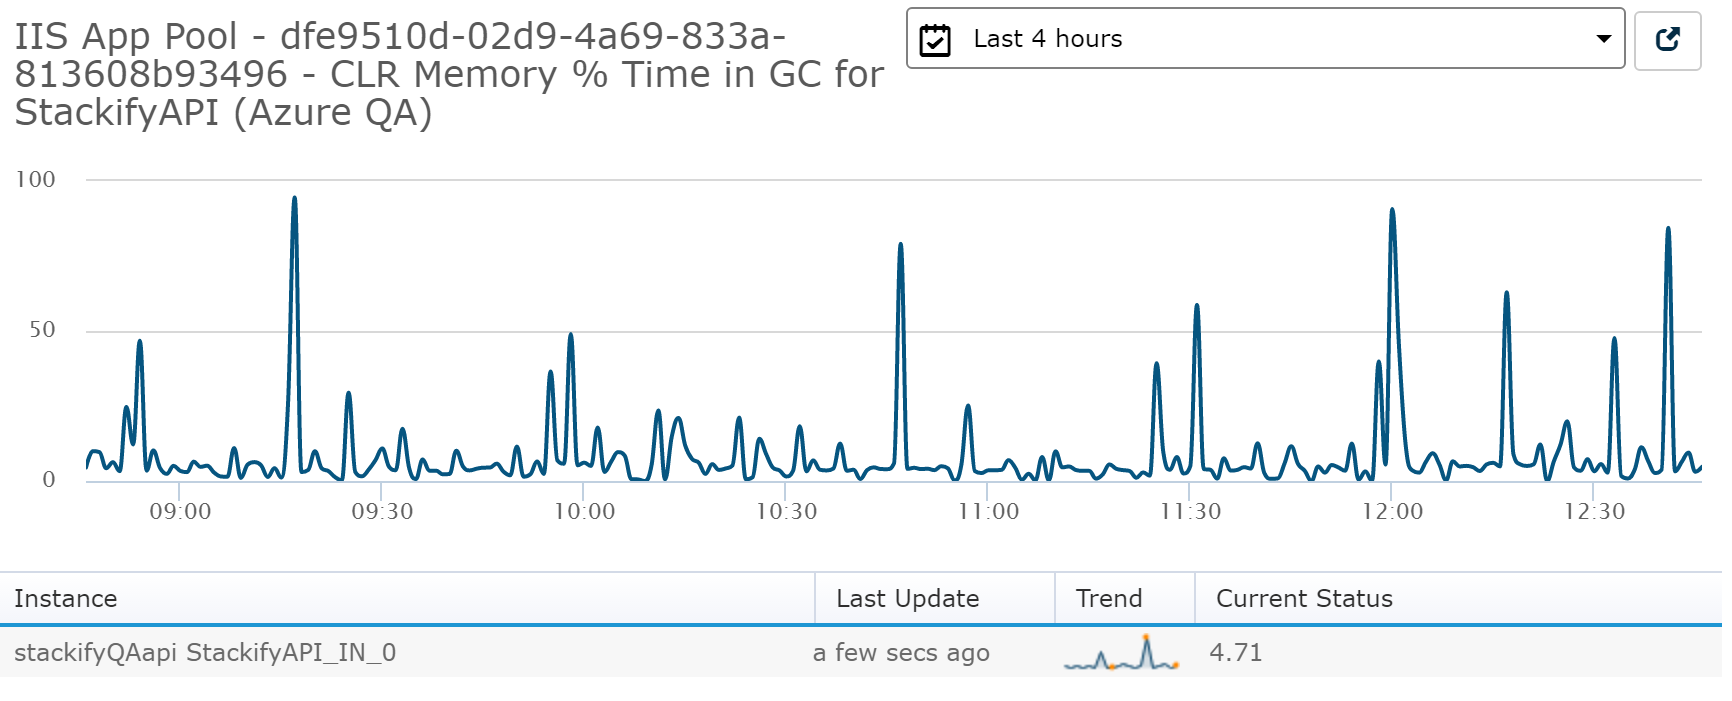 IIS App Pool - dfe9510d-02d9-4a69-833a-
813608b93496 - CLR Memory % Time in GC for
StackifyAPI (Azure QA)
Last 4 hours
100
50
0
09:00 09:30 10:00 10:30 11:00 11:30 12:00 12:30
Instance Last Update Trend Current Status
stackifyQAapi StackifyAPI_IN_0 a few secs ago 4.71